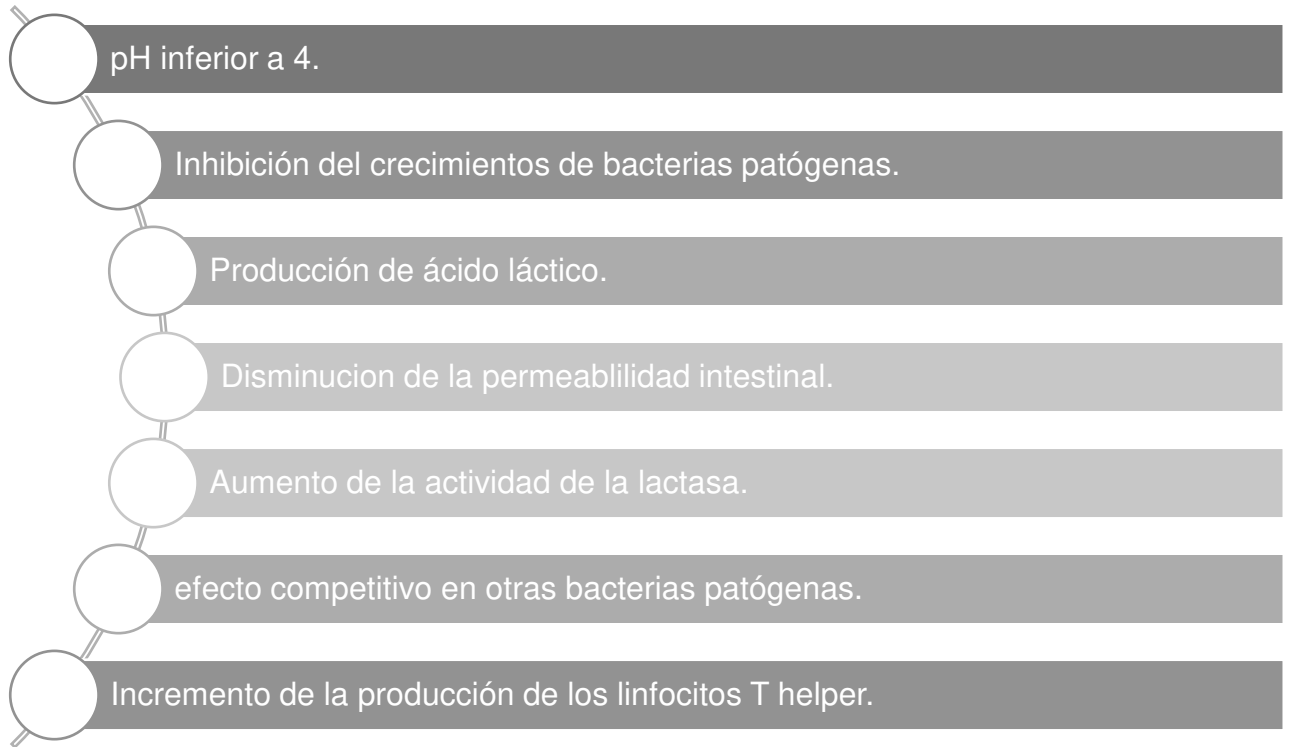 pH inferior a 4.
Inhibición del crecimientos de bacterias patógenas.
Producción de ácido láctico.
Disminucion de la permeablilidad intestinal.
Aumento de la actividad de la lactasa.
efecto competitivo en otras bacterias patógenas.
Incremento de la producción de los linfocitos T helper.